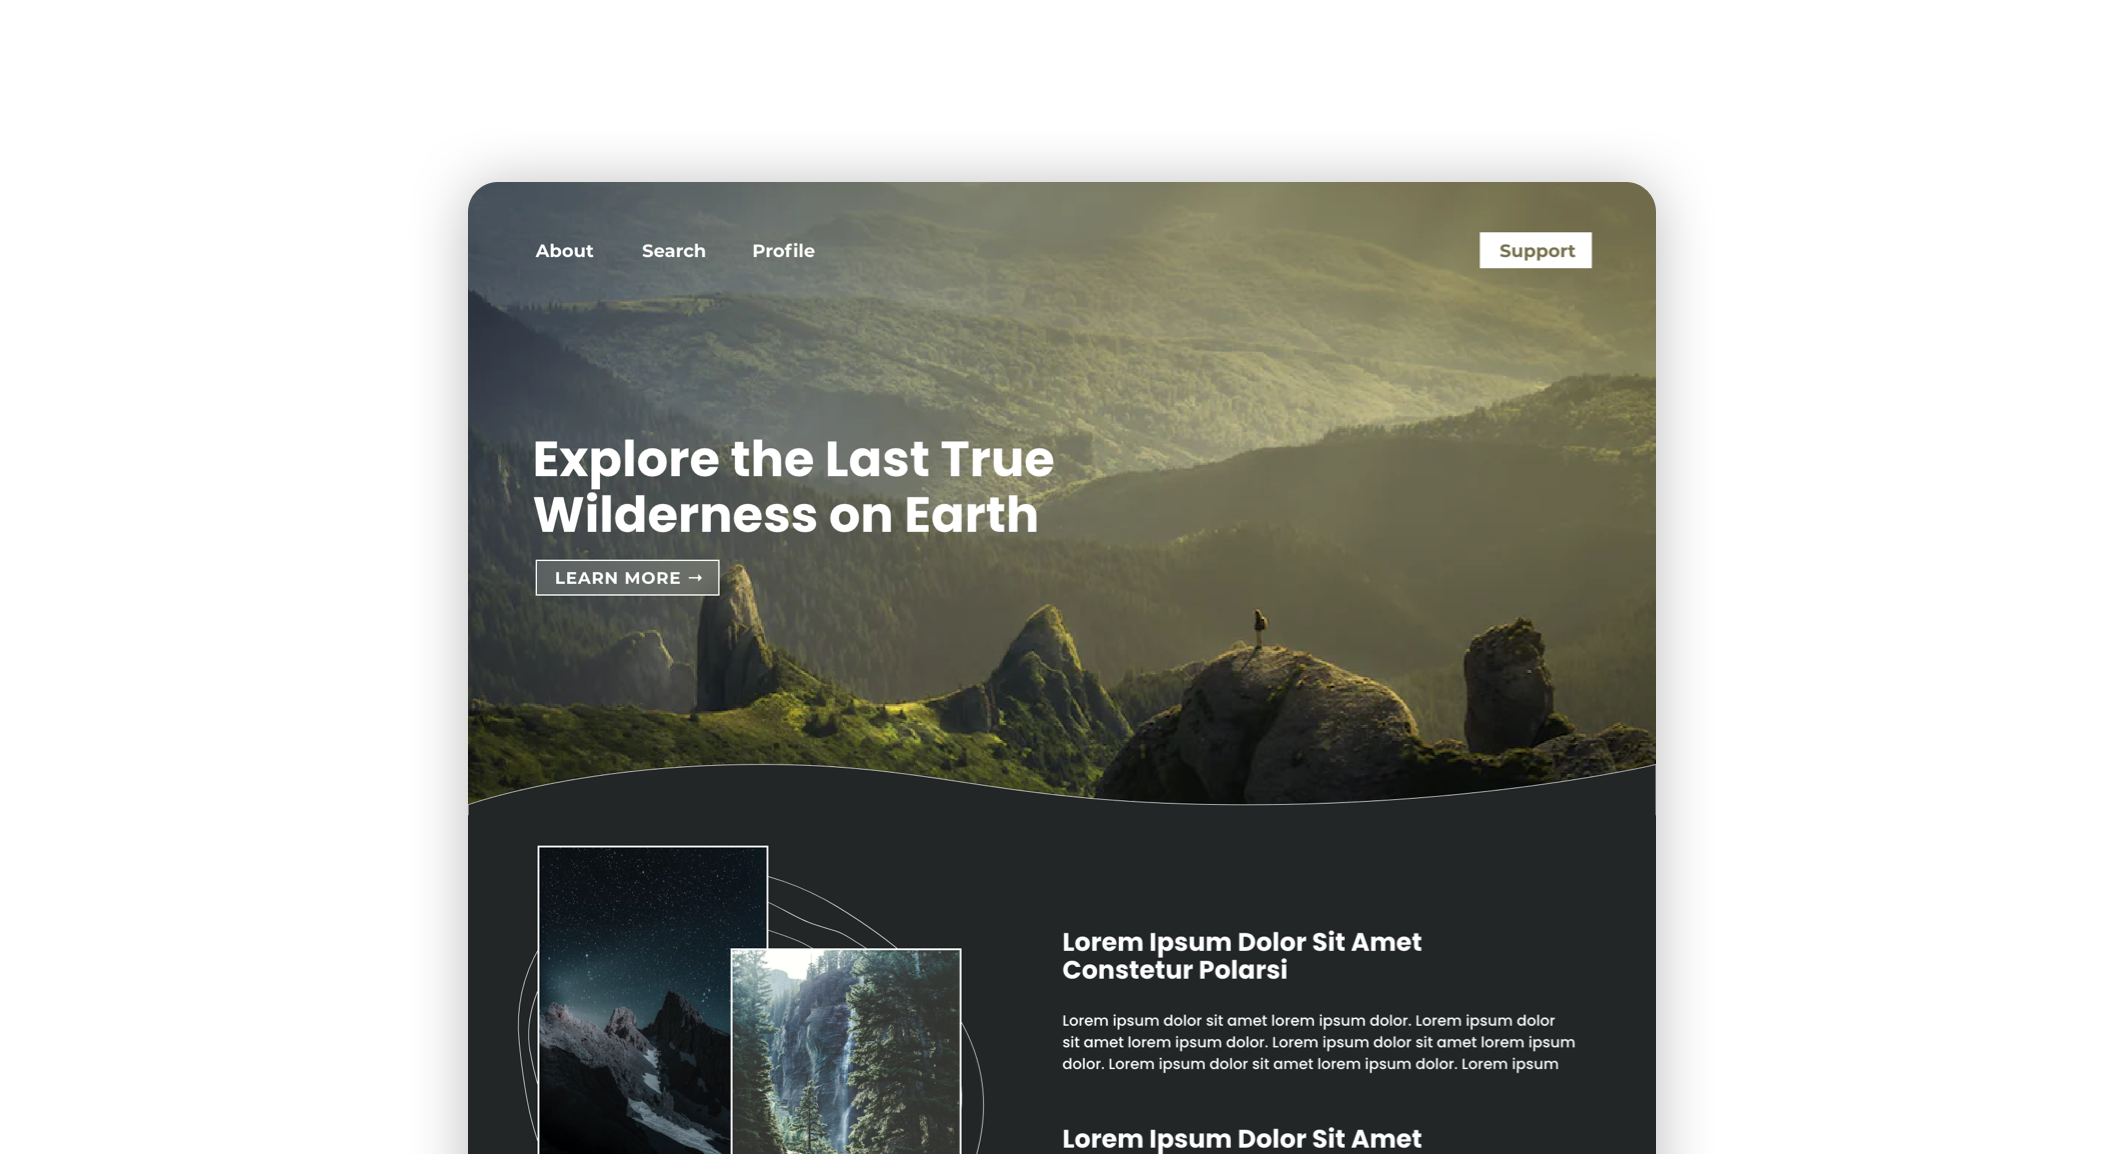 About Search Profile Support
Explore the Last True
Wilderness on Earth
LEARN MORE →
Lorem Ipsum Dolor Sit Amet
Constetur Polarsi
Lorem ipsum dolor sit amet lorem ipsum dolor. Lorem ipsum dolor
sit amet lorem ipsum dolor. Lorem ipsum dolor sit amet lorem ipsum
dolor. Lorem ipsum dolor sit amet lorem ipsum dolor. Lorem ipsum
Lorem Ipsum Dolor Sit Amet